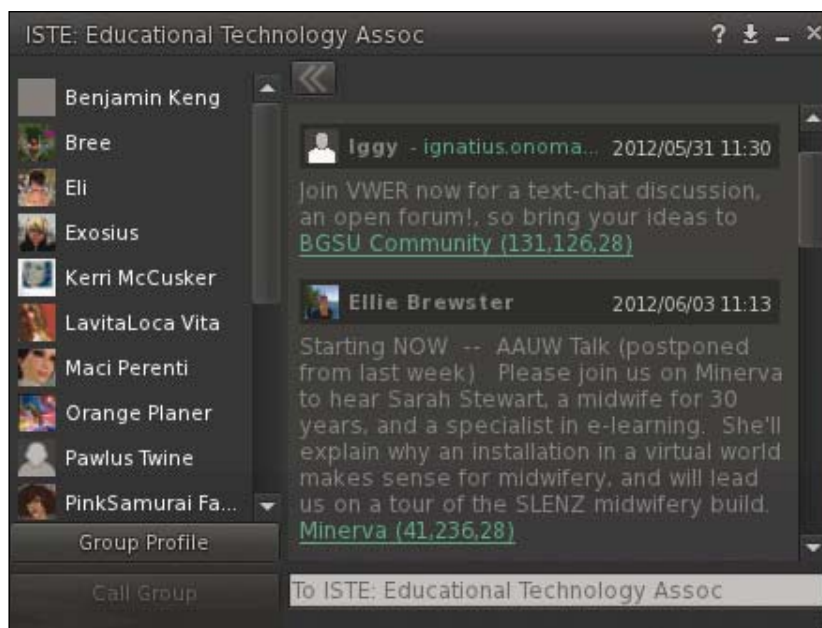 ISTE: Educational Technology Assoc
?
Benjamin Keng
Bree
Eli
Exosius
Kerri McCusker
LavitaLoca Vita
Maci Perenti
Orange Planer
Pawlus Twine
PinkSamurai Fa...
Group Profile
Call Group
Iggy - ignatius.onoma... 2012/05/31 11:30
Join VWER now for a text-chat discussion,
an open forum!, so bring your ideas to
BGSU Community (131,126,28)
Ellie Brewster 2012/06/03 11:13
Starting NOW -- AAUW Talk (postponed
from last week) Please join us on Minerva
to hear Sarah Stewart, a midwife for 30
years, and a specialist in e-learning. She'll
explain why an installation in a virtual world
makes sense for midwifery, and will lead
us on a tour of the SLENZ midwifery build.
Minerva (41,236,28)
To ISTE: Educational Technology Assoc